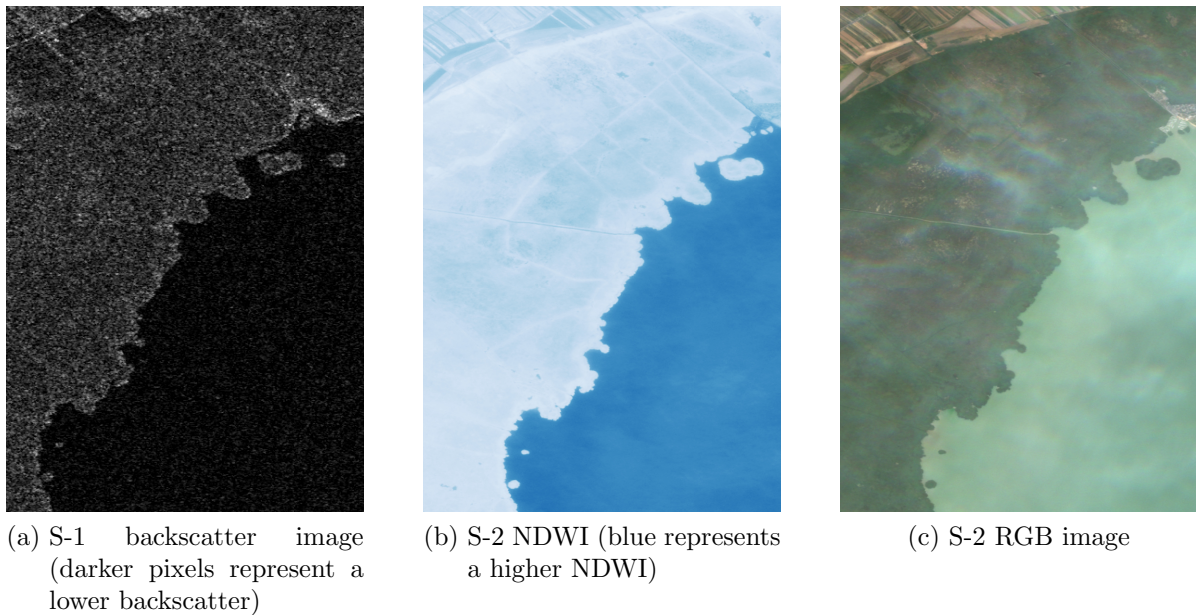 (a) S-1 backscatter image
(darker pixels represent a
lower backscatter)
(b) S-2 NDWI (blue represents
a higher NDWI)
(c) S-2 RGB image